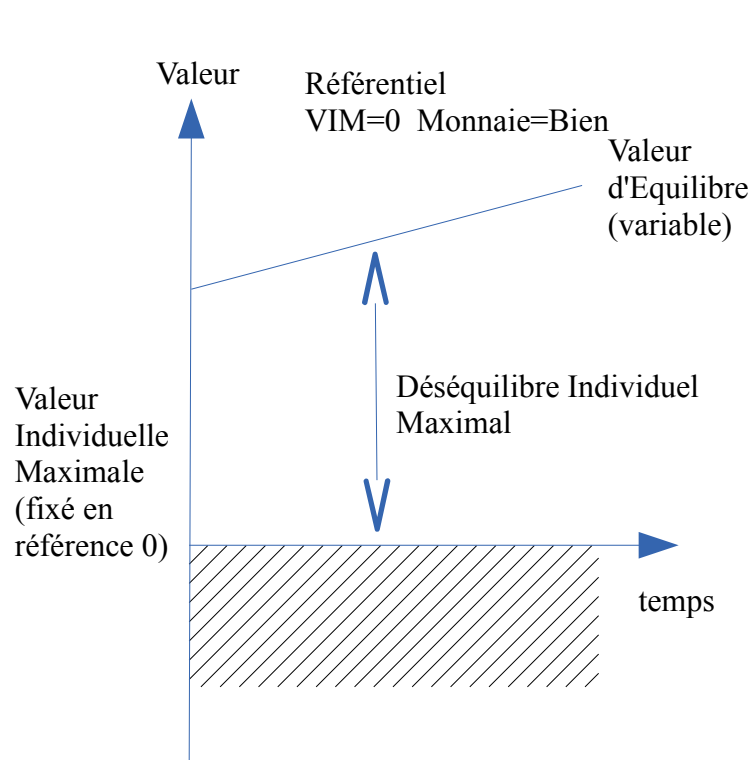 Valeur
Référentiel
VIM=0 Monnaie=Bien
Valeur
d'Equilibre
(variable)
Déséquilibre Individuel
Maximal
Valeur
Individuelle
Maximale
(fixé en
référence 0)
temps